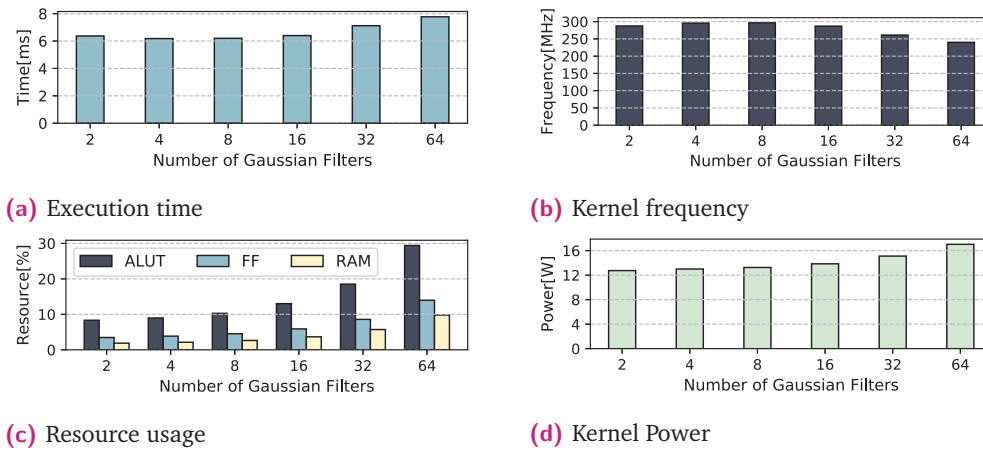 8
6
4
2
0
Time[ms]
2 4 8 16 32 64
Number of Gaussian Filters
(a) Execution time
300
250
200
150
100
50
0
Frequency[MHz]
2 4 8 16 32 64
Number of Gaussian Filters
(b) Kernel frequency
30
20
10
0
Resource[%]
ALUT FF RAM
2 4 8 16 32 64
Number of Gaussian Filters
(c) Resource usage
16
12
8
4
0
Power[W]
2 4 8 16 32 64
Number of Gaussian Filters
(d) Kernel Power